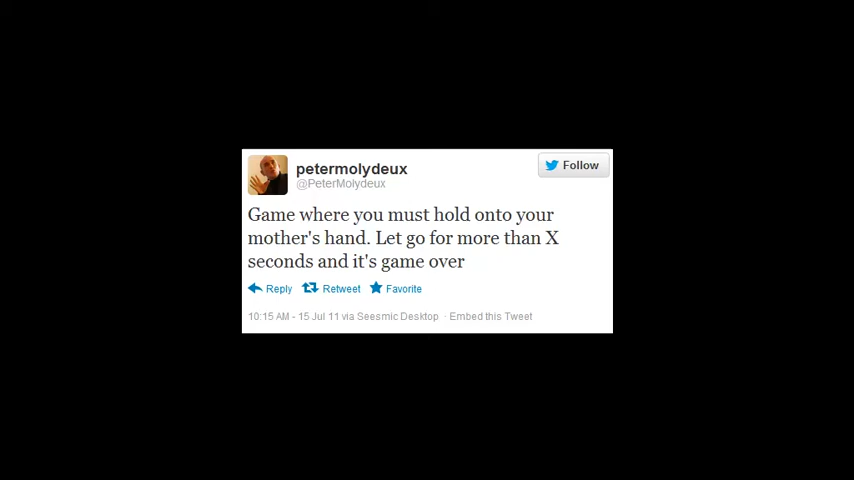 petermolydeux
@PeterMolydeux
Follow
Game where you must hold onto your
mother's hand. Let go for more than X
seconds and it's game over
Reply Retweet Favorite
10:15 AM - 15 Jul 11 via Seesmic Desktop · Embed this Tweet